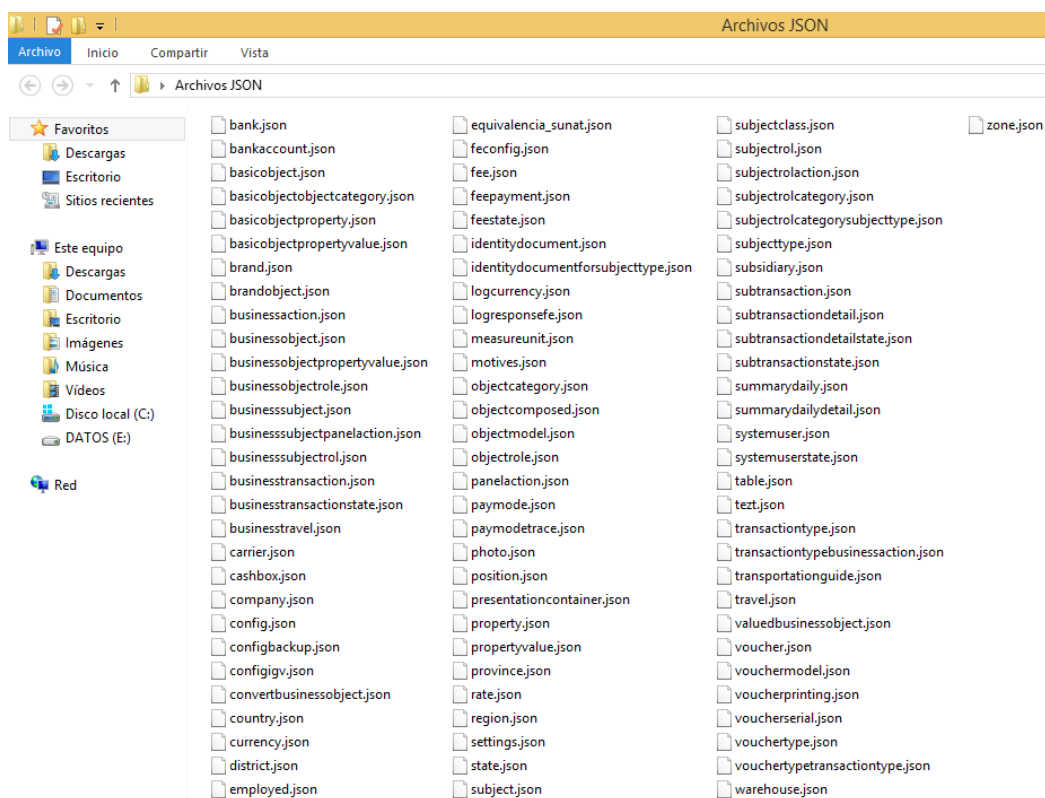 Archivos JSON
Archivo Inicio Compartir Vista
Archivos JSON
Favoritos
Descargas
Escritorio
Sitios recientes
Este equipo
Descargas
Documentos
Escritorio
Imágenes
Música
Vídeos
Disco local (C:)
DATOS (E:)
Red
bank.json
bankaccount.json
basicobject.json
basicobjectobjectcategory.json
basicobjectproperty.json
basicobjectpropertyvalue.json
brand.json
brandobject.json
businessaction.json
businessobject.json
businessobjectpropertyvalue.json
businessobjectrole.json
businesssubject.json
businesssubjectpanelaction.json
businesssubjectrol.json
businesstransaction.json
businesstransactionstate.json
businesstravel.json
carrier.json
cashbox.json
company.json
config.json
configbackup.json
configigv.json
convertbusinessobject.json
country.json
currency.json
district.json
employed.json
equivalencia_sunat.json
feconfig.json
fee.json
feepayment.json
feestate.json
identitydocument.json
identitydocumentforsubjecttype.json
logcurrency.json
logresponsefe.json
measureunit.json
motives.json
objectcategory.json
objectcomposed.json
objectmodel.json
objectrole.json
panelaction.json
paymode.json
paymodetrace.json
photo.json
position.json
presentationcontainer.json
property.json
propertyvalue.json
province.json
rate.json
region.json
settings.json
state.json
subject.json
subjectclass.json
subjectrol.json
subjectrolaction.json
subjectrolcategory.json
subjectrolcategorysubjecttype.json
subjecttype.json
subsidiary.json
subtransaction.json
subtransactiondetail.json
subtransactiondetailstate.json
subtransactionstate.json
summarydaily.json
summarydailydetail.json
systemuser.json
systemuserstate.json
table.json
tezt.json
transactiontype.json
transactiontypebusinessaction.json
transportationguide.json
travel.json
valuedbusinessobject.json
voucher.json
vouchermodel.json
voucherprinting.json
voucherserial.json
vouchertype.json
vouchertypetransactiontype.json
warehouse.json
zone.json